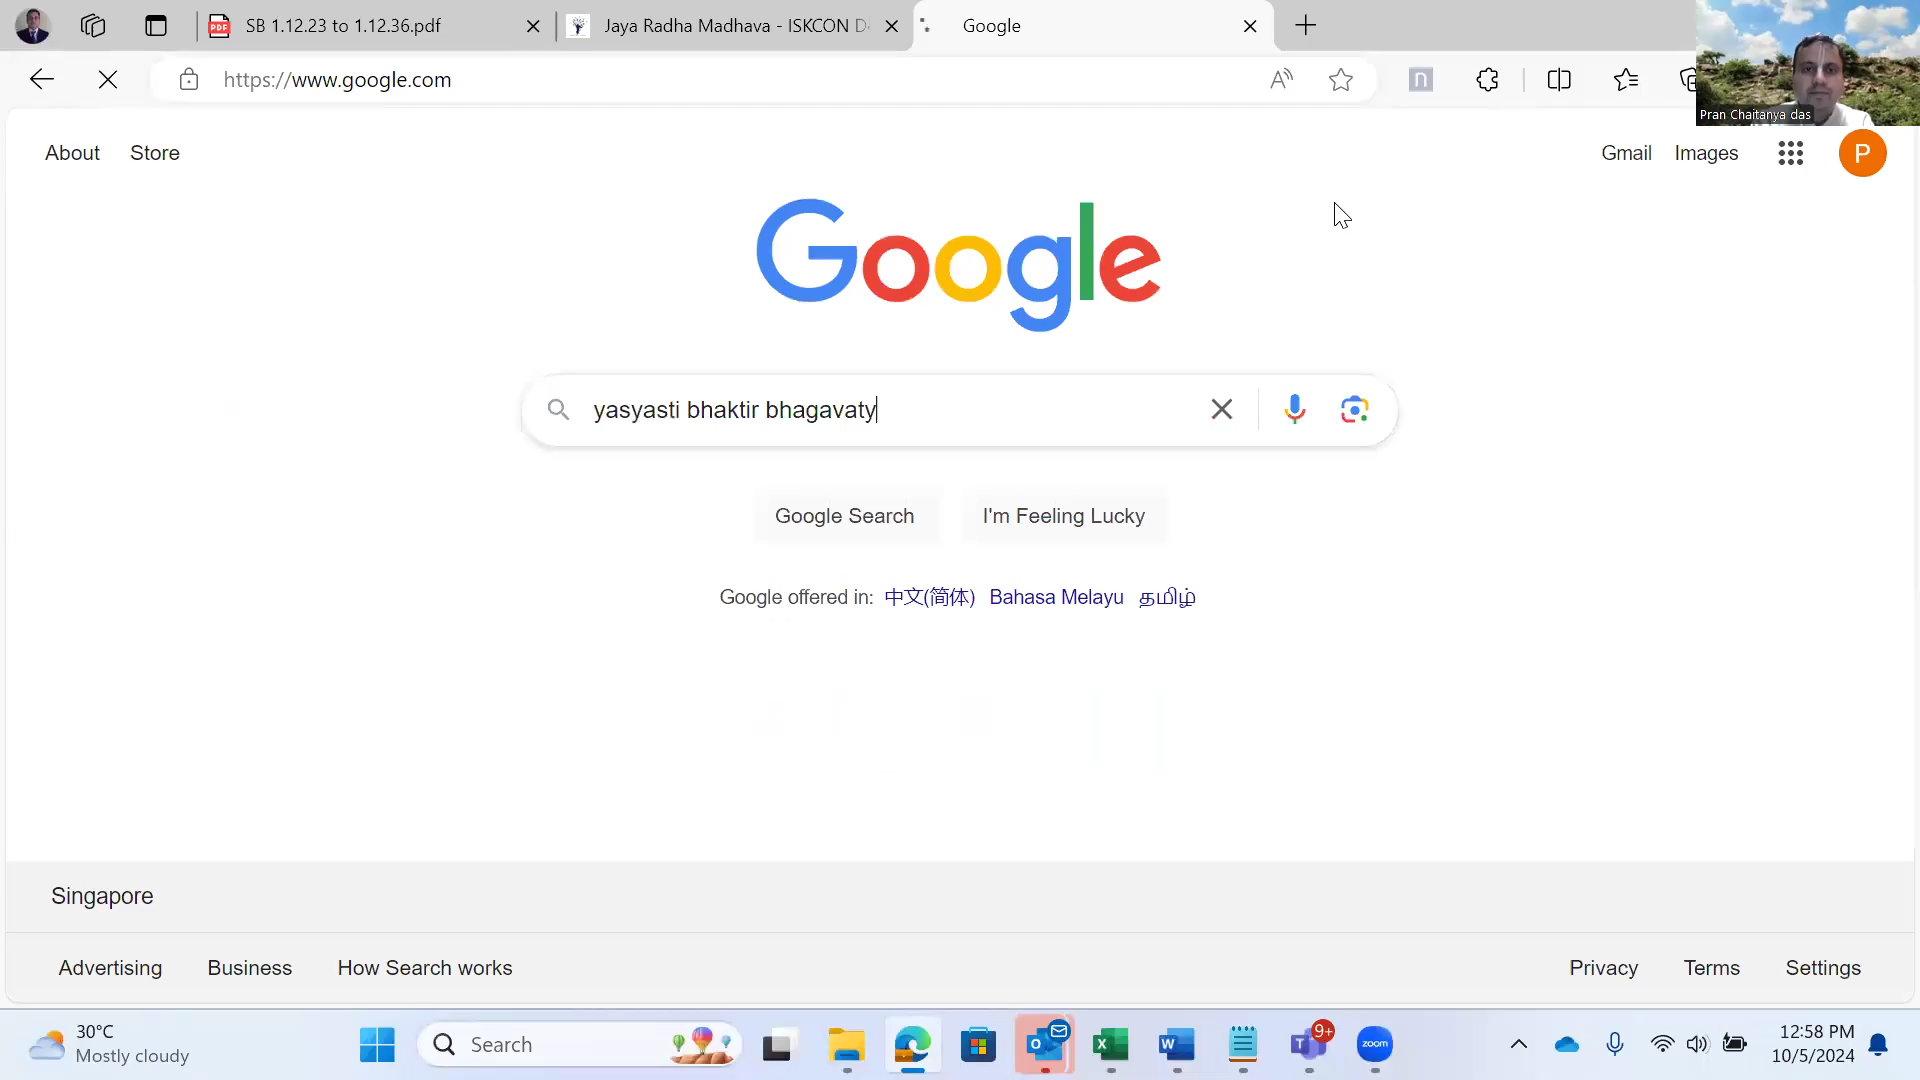 SB 1.12.23 to 1.12.36.pdf
Jaya Radha Madhava - ISKCON D
Google
https://www.google.com
Pran Chaitanya das
About
Store
Gmail
Images
P
Google
yasyasti bhaktir bhagavaty
Google Search
I'm Feeling Lucky
Google offered in: 中文(简体) Bahasa Melayu தமிழ்
Singapore
Advertising
Business
How Search works
Privacy
Terms
Settings
30°C
Mostly cloudy
Search
9+
zoom
12:58 PM
10/5/2024